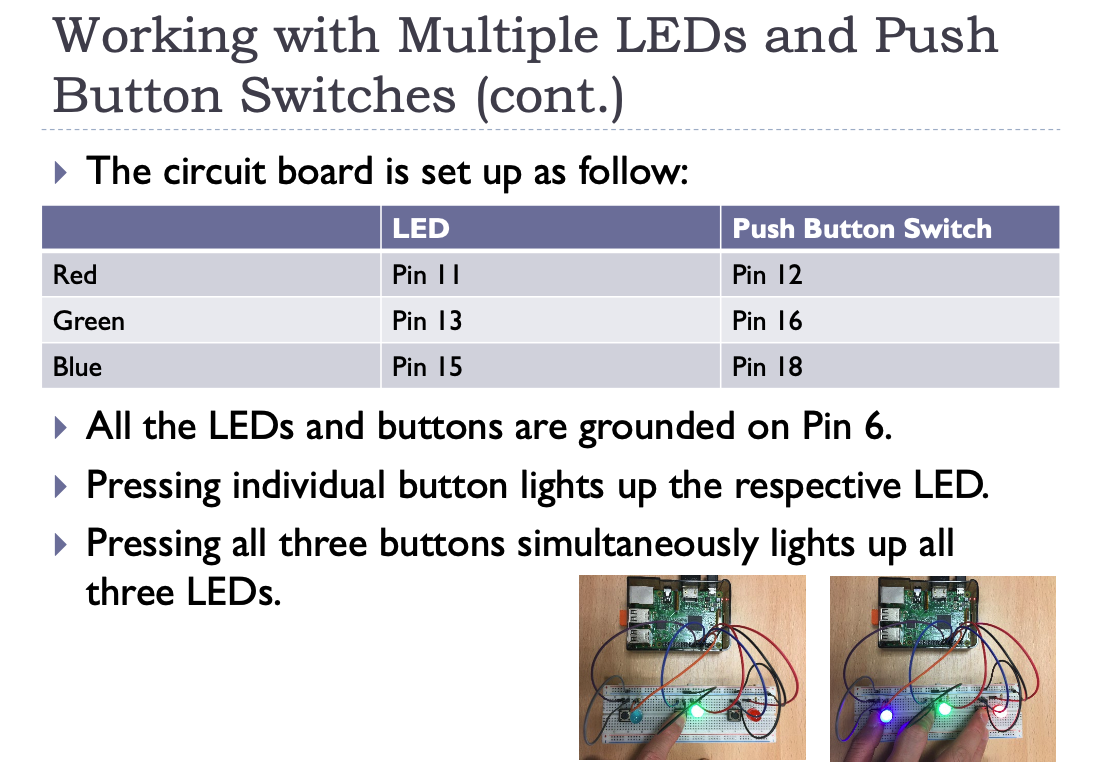 Working with Multiple LEDs and Push
Button Switches (cont.)
The circuit board is set up as follow:
LED Push Button Switch
Red Pin 11 Pin 12
Green Pin 13 Pin 16
Blue Pin 15 Pin 18
All the LEDs and buttons are grounded on Pin 6.
Pressing individual button lights up the respective LED.
Pressing all three buttons simultaneously lights up all
three LEDs.